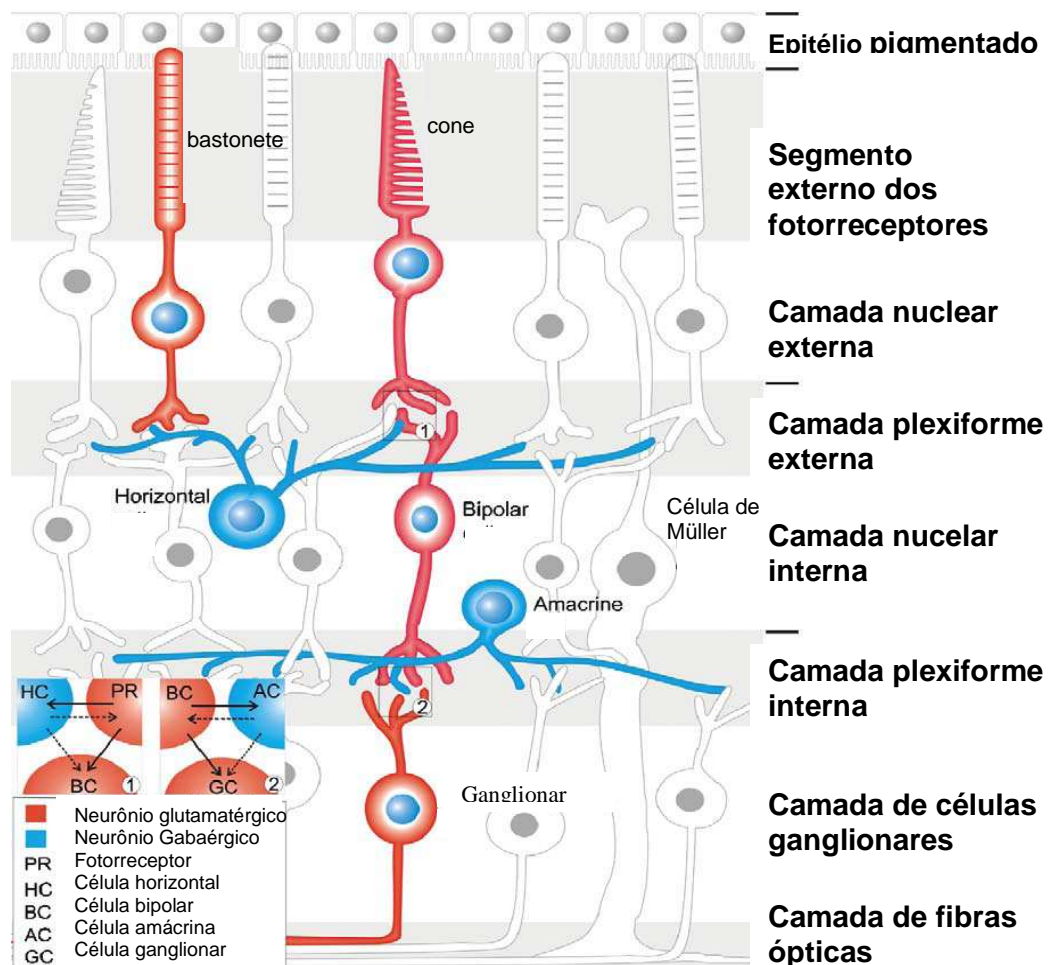 Epitélio pigmentado
bastonete
cone
Segmento
externo dos
fotorreceptores
Camada nuclear
externa
Camada plexiforme
externa
1
Horizontal
Bipolar
Célula de
Müller
Camada nucelar
interna
Amacrine
Camada plexiforme
interna
2
HC PR BC AC
BC 1 GC 2
Ganglionar
Camada de células
ganglionares
Neurônio glutamatérgico
Neurônio Gabaérgico
PR Fotorreceptor
HC Célula horizontal
BC Célula bipolar
AC Célula amácrina
GC Célula ganglionar
Camada de fibras
ópticas